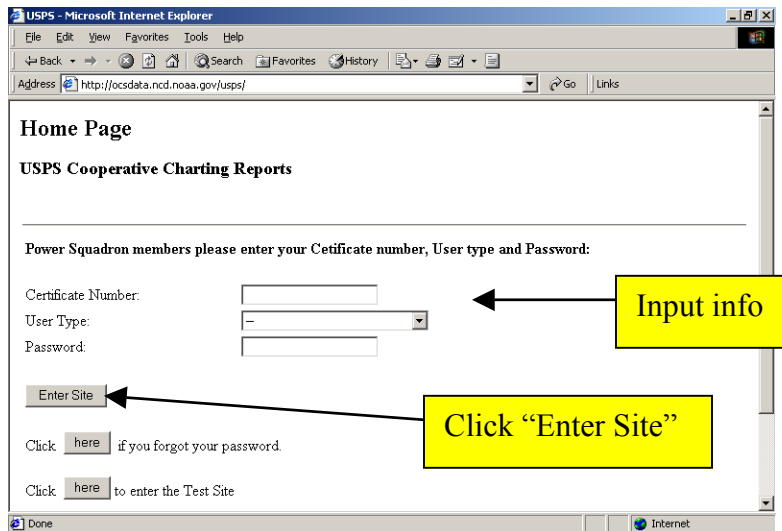 USPS - Microsoft Internet Explorer
File Edit View Favorites Tools Help
Back Search Favorites History
Address http://ocsdata.ncd.noaa.gov/usps/ Go Links
Home Page
USPS Cooperative Charting Reports
Power Squadron members please enter your Cetificate number, User type and Password:
Certificate Number:
User Type: --
Password:
Input info
Enter Site
Click “Enter Site”
Click here if you forgot your password.
Click here to enter the Test Site
Done Internet